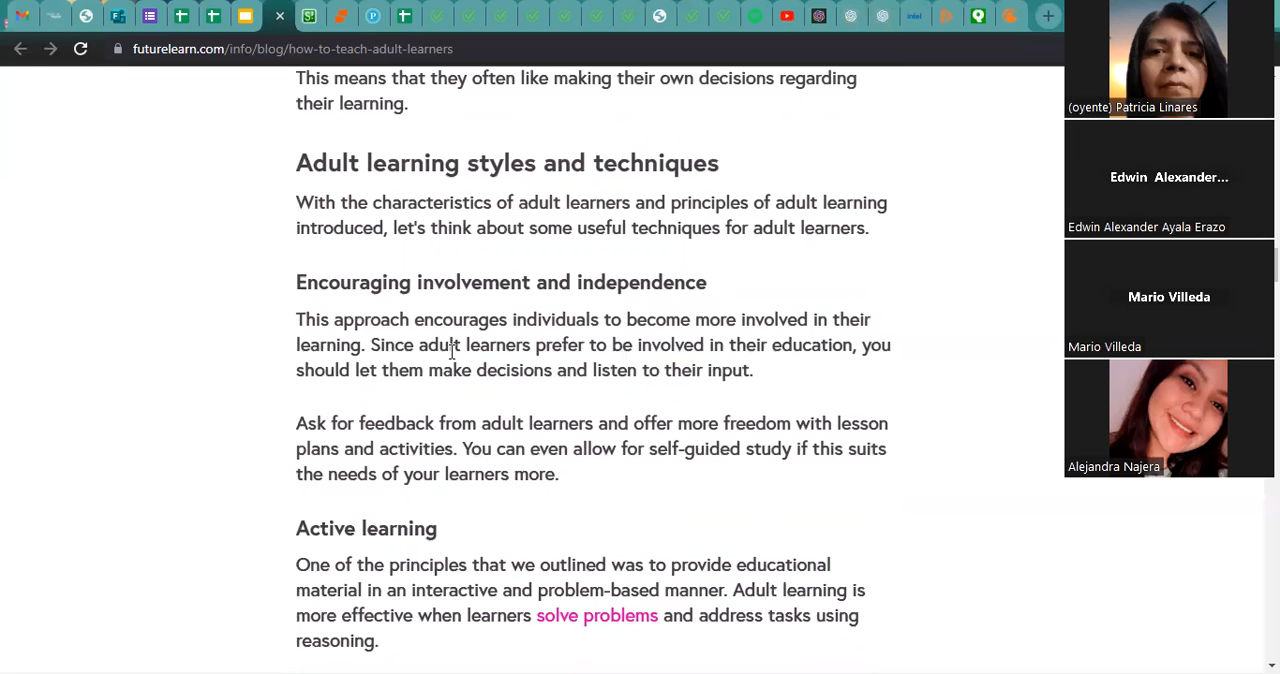 futurelearn.com/info/blog/how-to-teach-adult-learners
This means that they often like making their own decisions regarding
their learning.
Adult learning styles and techniques
With the characteristics of adult learners and principles of adult learning
introduced, let's think about some useful techniques for adult learners.
Encouraging involvement and independence
This approach encourages individuals to become more involved in their
learning. Since adult learners prefer to be involved in their education, you
should let them make decisions and listen to their input.
Ask for feedback from adult learners and offer more freedom with lesson
plans and activities. You can even allow for self-guided study if this suits
the needs of your learners more.
Active learning
One of the principles that we outlined was to provide educational
material in an interactive and problem-based manner. Adult learning is
more effective when learners solve problems and address tasks using
reasoning.
(oyente) Patricia Linares
Edwin Alexander...
Edwin Alexander Ayala Erazo
Mario Villeda
Mario Villeda
Alejandra Najera